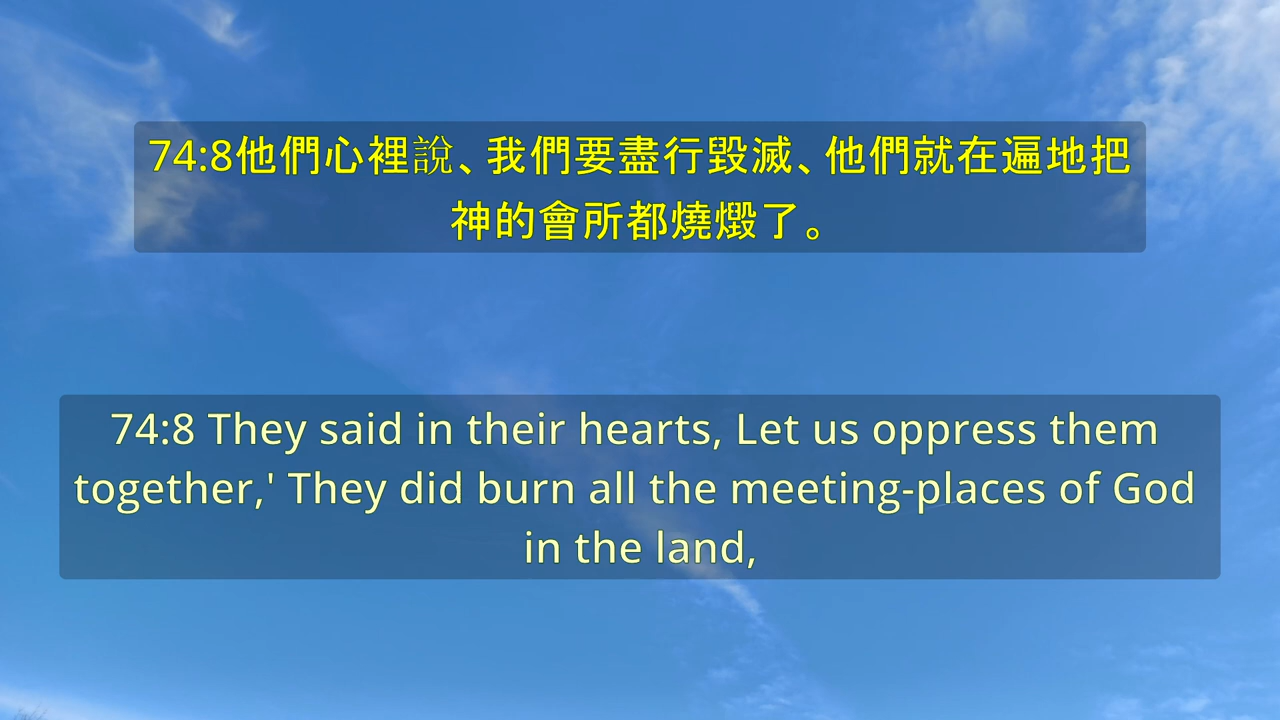 74:8他們心裡說、我們要盡行毀滅、他們就在遍地把
神的會所都燒燬了。
74:8 They said in their hearts, Let us oppress them
together,' They did burn all the meeting-places of God
in the land,